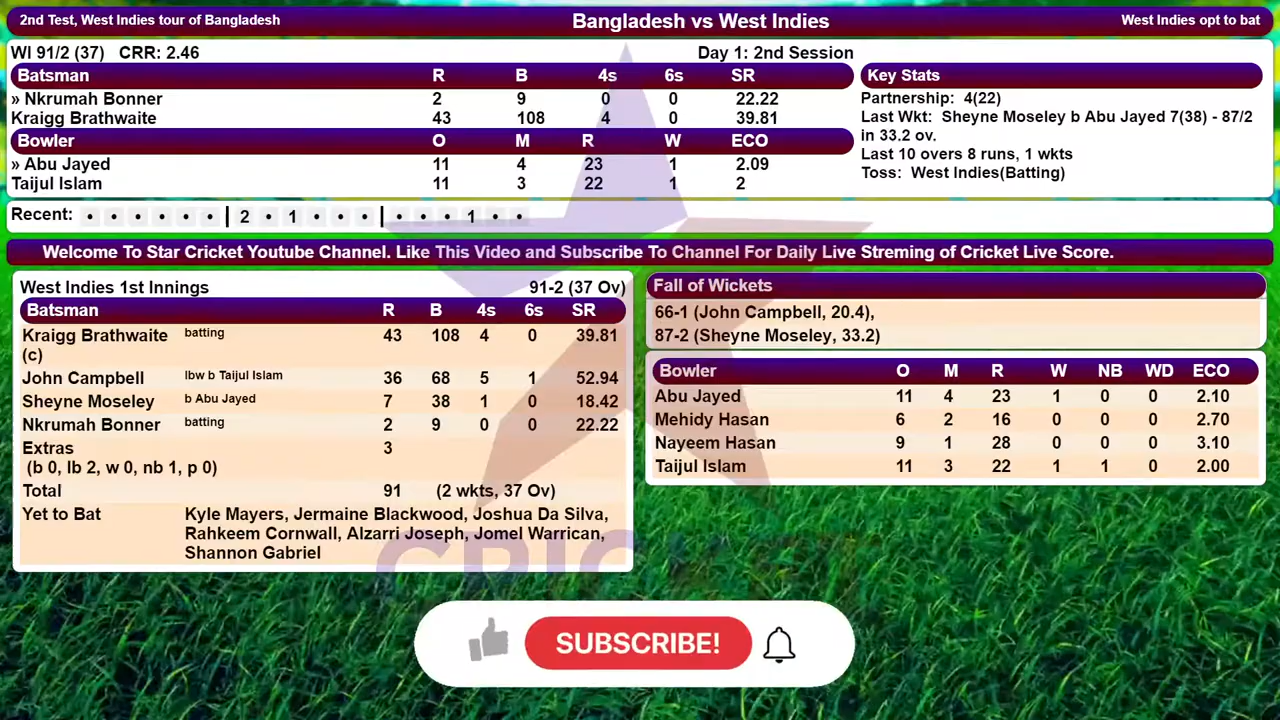 2nd Test, West Indies tour of Bangladesh Bangladesh vs West Indies West Indies opt to bat
WI 91/2 (37) CRR: 2.46 Day 1: 2nd Session
Batsman R B 4s 6s SR
» Nkrumah Bonner 2 9 0 0 22.22
Kraigg Brathwaite 43 108 4 0 39.81
Bowler O M R W ECO
» Abu Jayed 11 4 23 1 2.09
Taijul Islam 11 3 22 1 2
Key Stats
Partnership: 4(22)
Last Wkt: Sheyne Moseley b Abu Jayed 7(38) - 87/2
in 33.2 ov.
Last 10 overs 8 runs, 1 wkts
Toss: West Indies(Batting)
Recent: • • • • • • | 2 • 1 • • • | • • • 1 • •
Welcome To Star Cricket Youtube Channel. Like This Video and Subscribe To Channel For Daily Live Streming of Cricket Live Score.
West Indies 1st Innings 91-2 (37 Ov)
Batsman R B 4s 6s SR
Kraigg Brathwaite batting 43 108 4 0 39.81
(c)
John Campbell lbw b Taijul Islam 36 68 5 1 52.94
Sheyne Moseley b Abu Jayed 7 38 1 0 18.42
Nkrumah Bonner batting 2 9 0 0 22.22
Extras 3
(b 0, lb 2, w 0, nb 1, p 0)
Total 91 (2 wkts, 37 Ov)
Yet to Bat Kyle Mayers, Jermaine Blackwood, Joshua Da Silva,
Rahkeem Cornwall, Alzarri Joseph, Jomel Warrican,
Shannon Gabriel
Fall of Wickets
66-1 (John Campbell, 20.4),
87-2 (Sheyne Moseley, 33.2)
Bowler O M R W NB WD ECO
Abu Jayed 11 4 23 1 0 0 2.10
Mehidy Hasan 6 2 16 0 0 0 2.70
Nayeem Hasan 9 1 28 0 0 0 3.10
Taijul Islam 11 3 22 1 1 0 2.00
SUBSCRIBE!